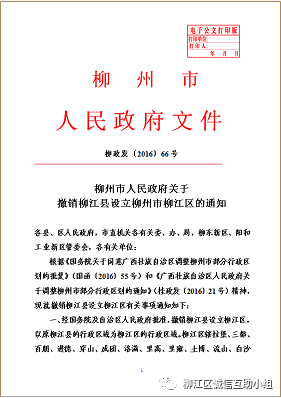 电子公文打印版
打印单位
打印人
年 月 日
柳州市
人民政府文件
柳政发〔2016〕66号
柳州市人民政府关于
撤销柳江县设立柳州市柳江区的通知
各县、区人民政府，市直机关各有关委、办、局，柳东新区、阳和
工业新区管委会，各有关单位：
根据《国务院关于同意广西壮族自治区调整柳州市部分行政区
划的批复》（国函〔2016〕55号）和《广西壮族自治区人民政府关
于调整柳州市部分行政区划的通知》（桂政发〔2016〕21号）精神，
现就撤销柳江县设立柳江区有关事项通知如下：
一、经国务院及自治区人民政府批准，撤销柳江县设立柳江区，
以原柳江县的行政区域为柳江区的行政区域。柳江区辖拉堡、三都、
百朋、进德、穿山、成团、洛满、里高、里雍、土博、流山、白沙
1
柳江区诚信互助小组